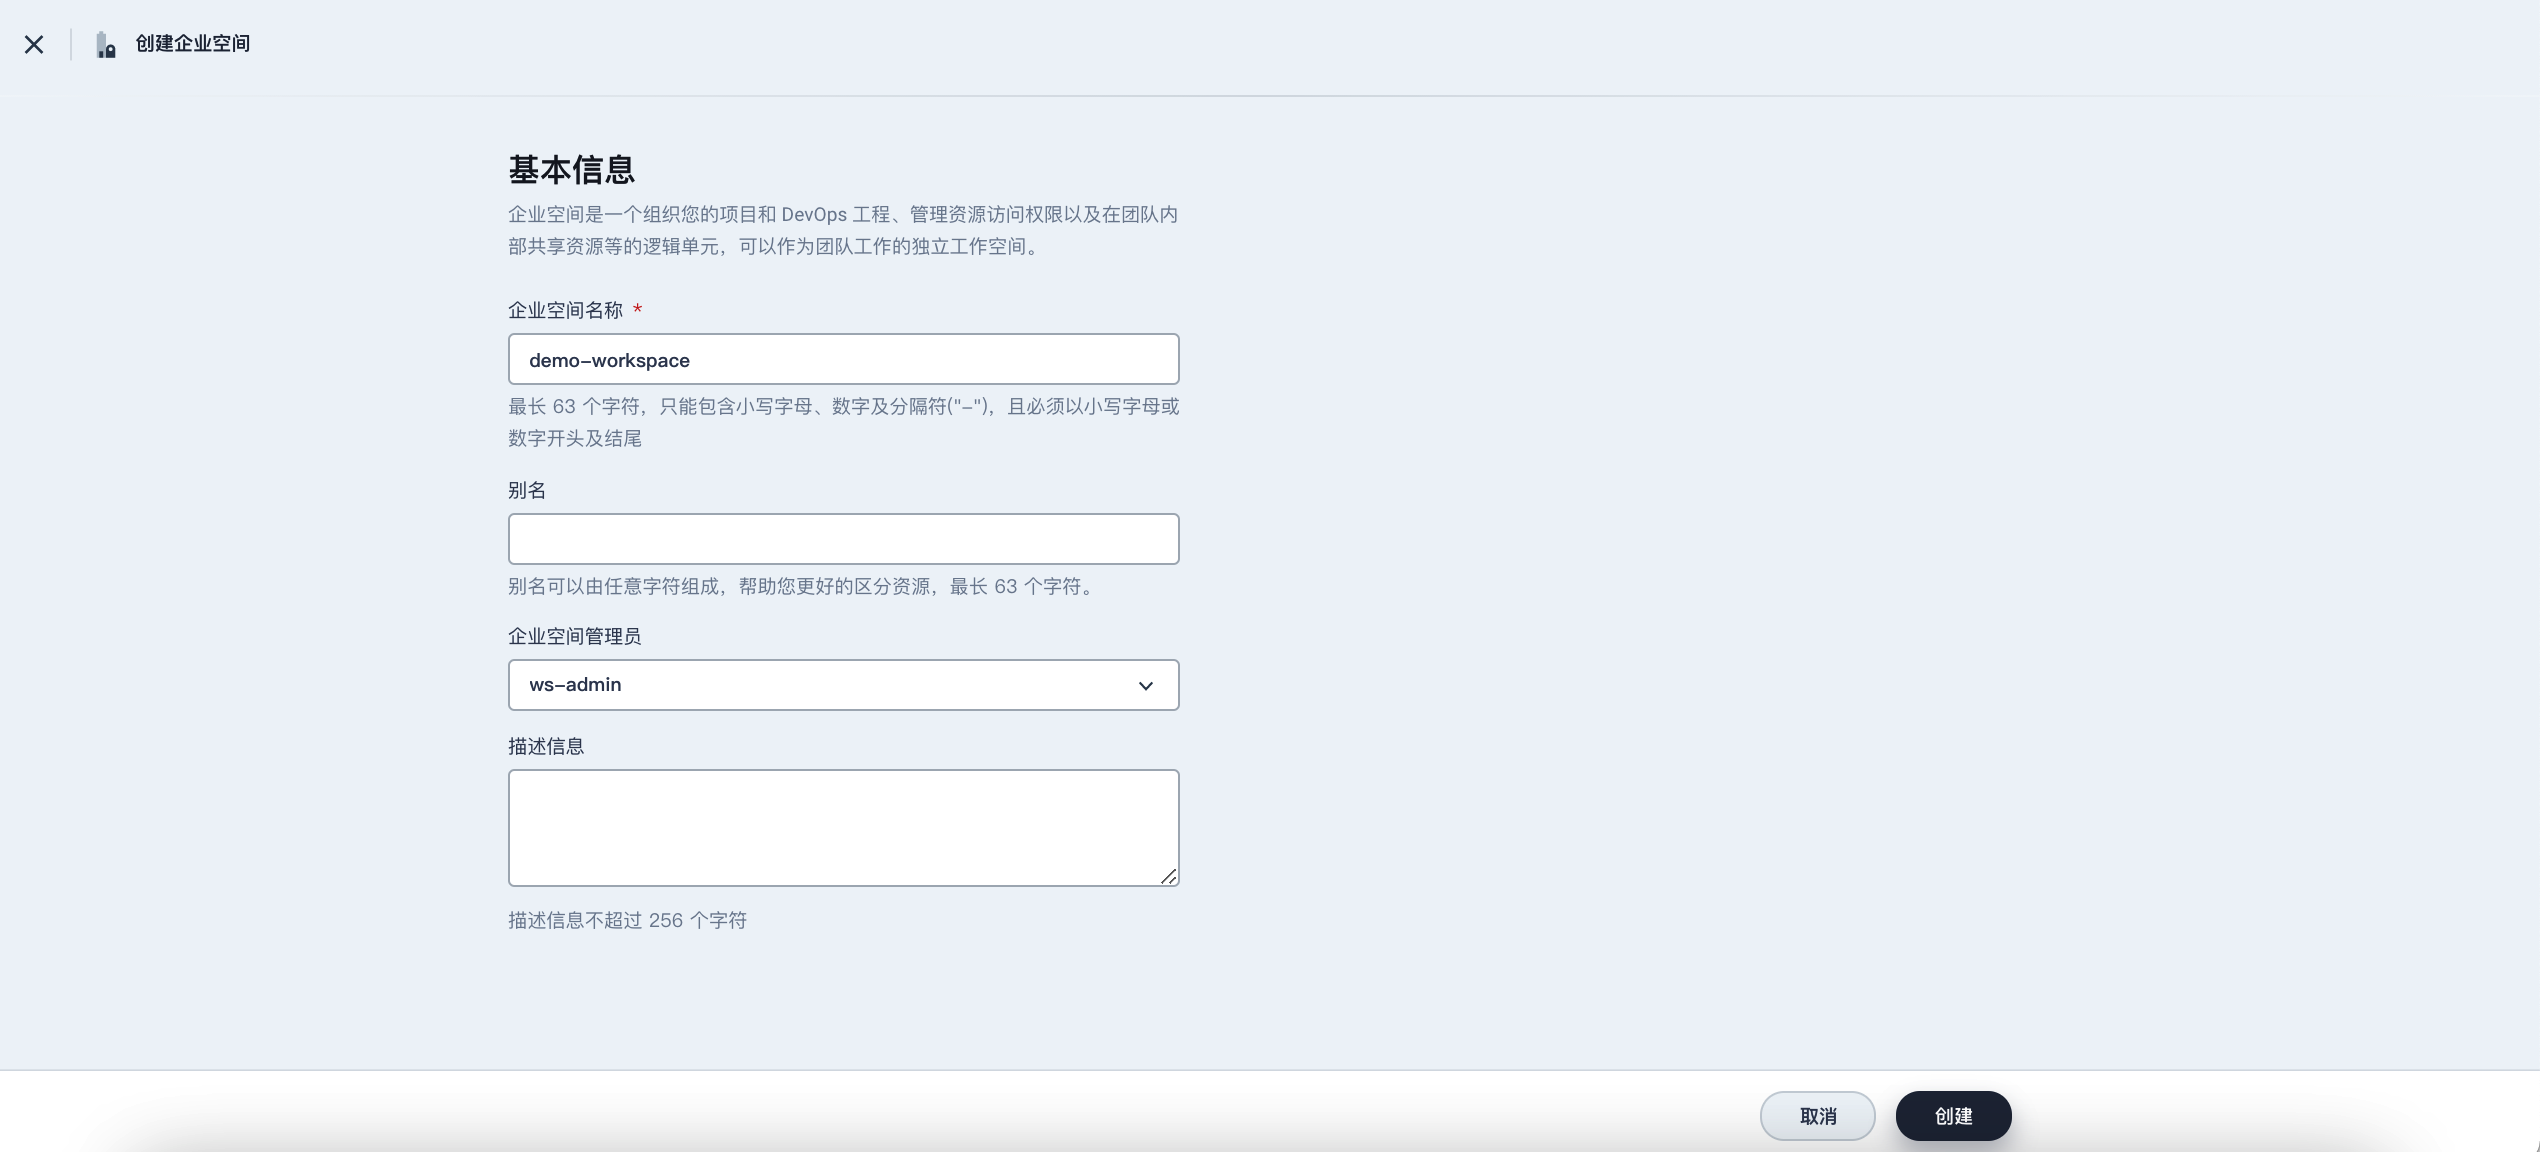 创建企业空间
基本信息
企业空间是一个组织您的项目和 DevOps 工程、管理资源访问权限以及在团队内
部共享资源等的逻辑单元，可以作为团队工作的独立工作空间。
企业空间名称 *
demo-workspace
最长 63 个字符，只能包含小写字母、数字及分隔符("-")，且必须以小写字母或
数字开头及结尾
别名
别名可以由任意字符组成，帮助您更好的区分资源，最长 63 个字符。
企业空间管理员
ws-admin
描述信息
描述信息不超过 256 个字符
取消 创建